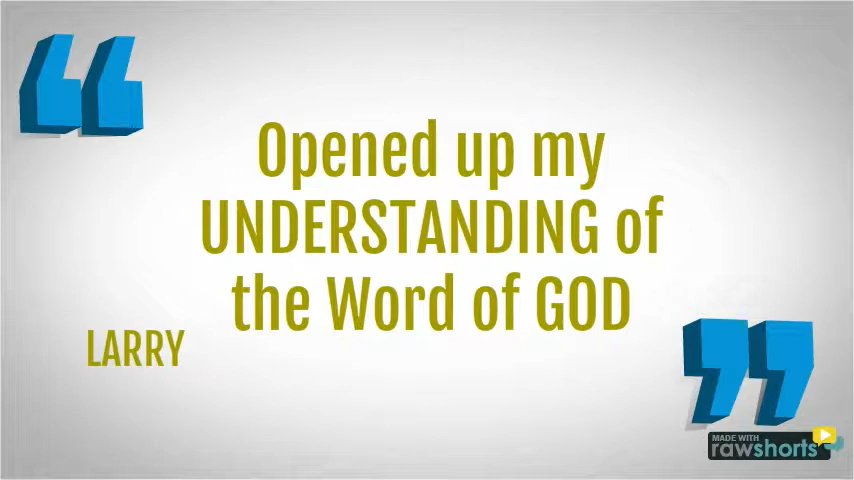 Opened up my
UNDERSTANDING of
the Word of GOD
LARRY
MADE WITH
rawshorts